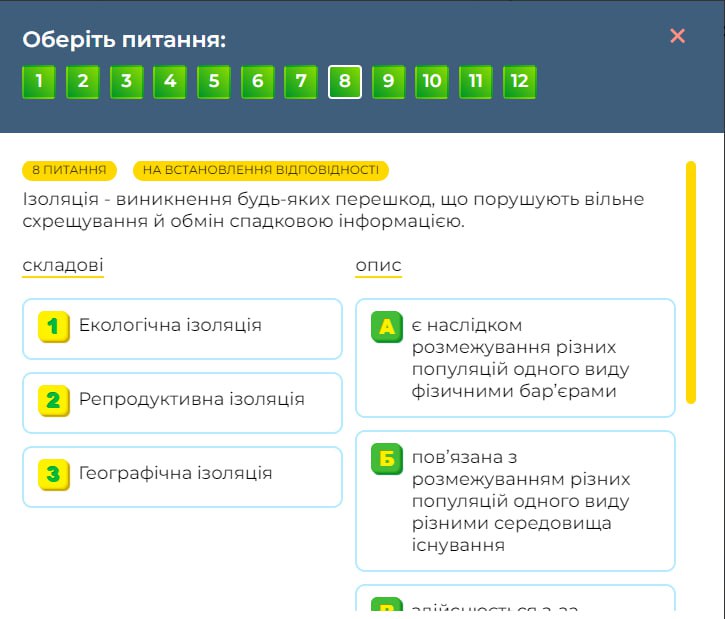 Оберіть питання:
1 2 3 4 5 6 7 8 9 10 11 12
8 ПИТАННЯ НА ВСТАНОВЛЕННЯ ВІДПОВІДНОСТІ
Ізоляція - виникнення будь-яких перешкод, що порушують вільне
схрещування й обмін спадковою інформацією.
складові
1 Екологічна ізоляція
2 Репродуктивна ізоляція
3 Географічна ізоляція
опис
А є наслідком
розмежування різних
популяцій одного виду
фізичними бар’єрами
Б пов’язана з
розмежуванням різних
популяцій одного виду
різними середовища
існування
В здійснюється з-за